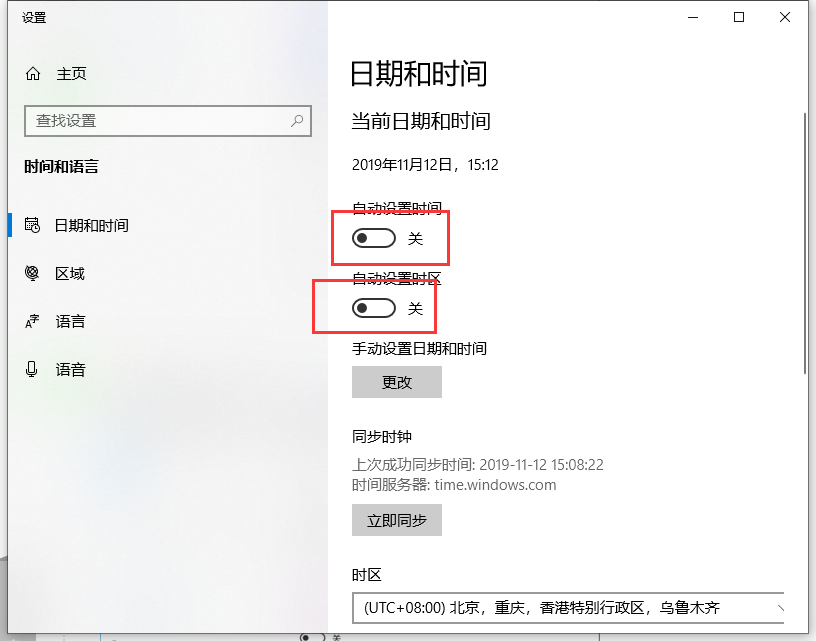 设置
主页
查找设置
时间和语言
日期和时间
区域
语言
语音
日期和时间
当前日期和时间
2019年11月12日，15:12
自动设置时间
关
自动设置时区
关
手动设置日期和时间
更改
同步时钟
上次成功同步时间: 2019-11-12 15:08:22
时间服务器: time.windows.com
立即同步
时区
(UTC+08:00) 北京，重庆，香港特别行政区，乌鲁木齐